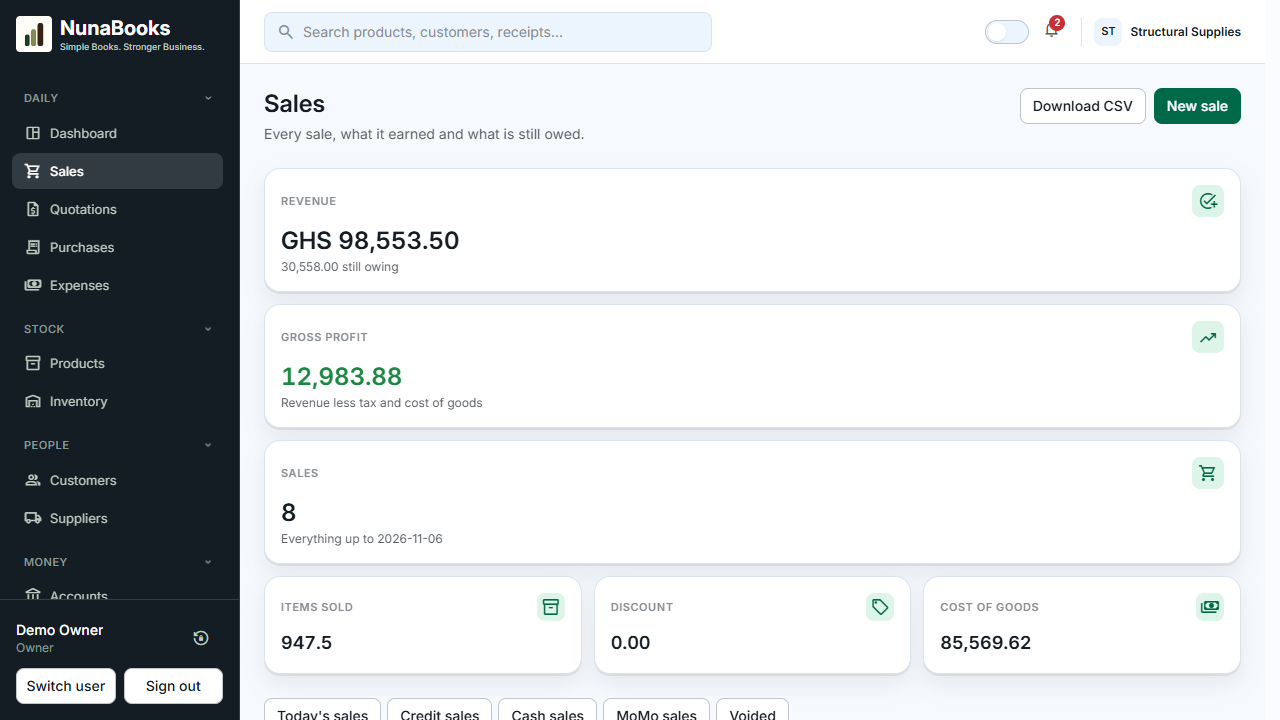 NunaBooks
Simple Books. Stronger Business.
DAILY
Dashboard
Sales
Quotations
Purchases
Expenses
STOCK
Products
Inventory
PEOPLE
Customers
Suppliers
MONEY
Accounts
Demo Owner
Owner
Switch user
Sign out
Search products, customers, receipts...
2
ST
Structural Supplies
Sales
Every sale, what it earned and what is still owed.
Download CSV
New sale
REVENUE
GHS 98,553.50
30,558.00 still owing
GROSS PROFIT
12,983.88
Revenue less tax and cost of goods
SALES
8
Everything up to 2026-11-06
ITEMS SOLD
947.5
DISCOUNT
0.00
COST OF GOODS
85,569.62
Today's sales
Credit sales
Cash sales
MoMo sales
Voided